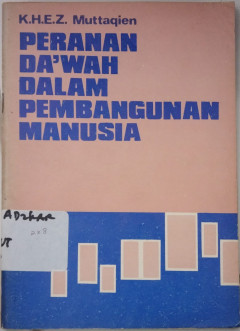 K.H.E.Z. Muttaqien
PERANAN
DA'WAH
DALAM
PEMBANGUNAN
MANUSIA